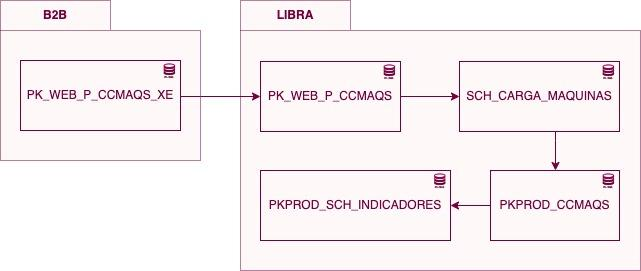 B2B
LIBRA
PK_WEB_P_CCMAQS_XE
PK_WEB_P_CCMAQS
SCH_CARGA_MAQUINAS
PKPROD_SCH_INDICADORES
PKPROD_CCMAQS